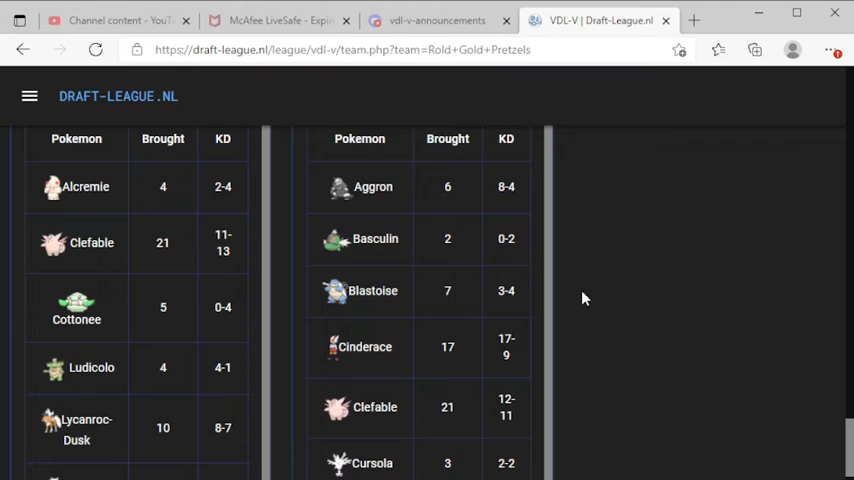 Channel content - YouT
McAfee LiveSafe - Expir
vdl-v-announcements
VDL-V | Draft-League.nl
https://draft-league.nl/league/vdl-v/team.php?team=Rold+Gold+Pretzels
DRAFT-LEAGUE.NL
Pokemon Brought KD
Alcremie 4 2-4
Clefable 21 11-
13
Cottonee 5 0-4
Ludicolo 4 4-1
Lycanroc-
Dusk 10 8-7
Pokemon Brought KD
Aggron 6 8-4
Basculin 2 0-2
Blastoise 7 3-4
Cinderace 17 17-
9
Clefable 21 12-
11
Cursola 3 2-2